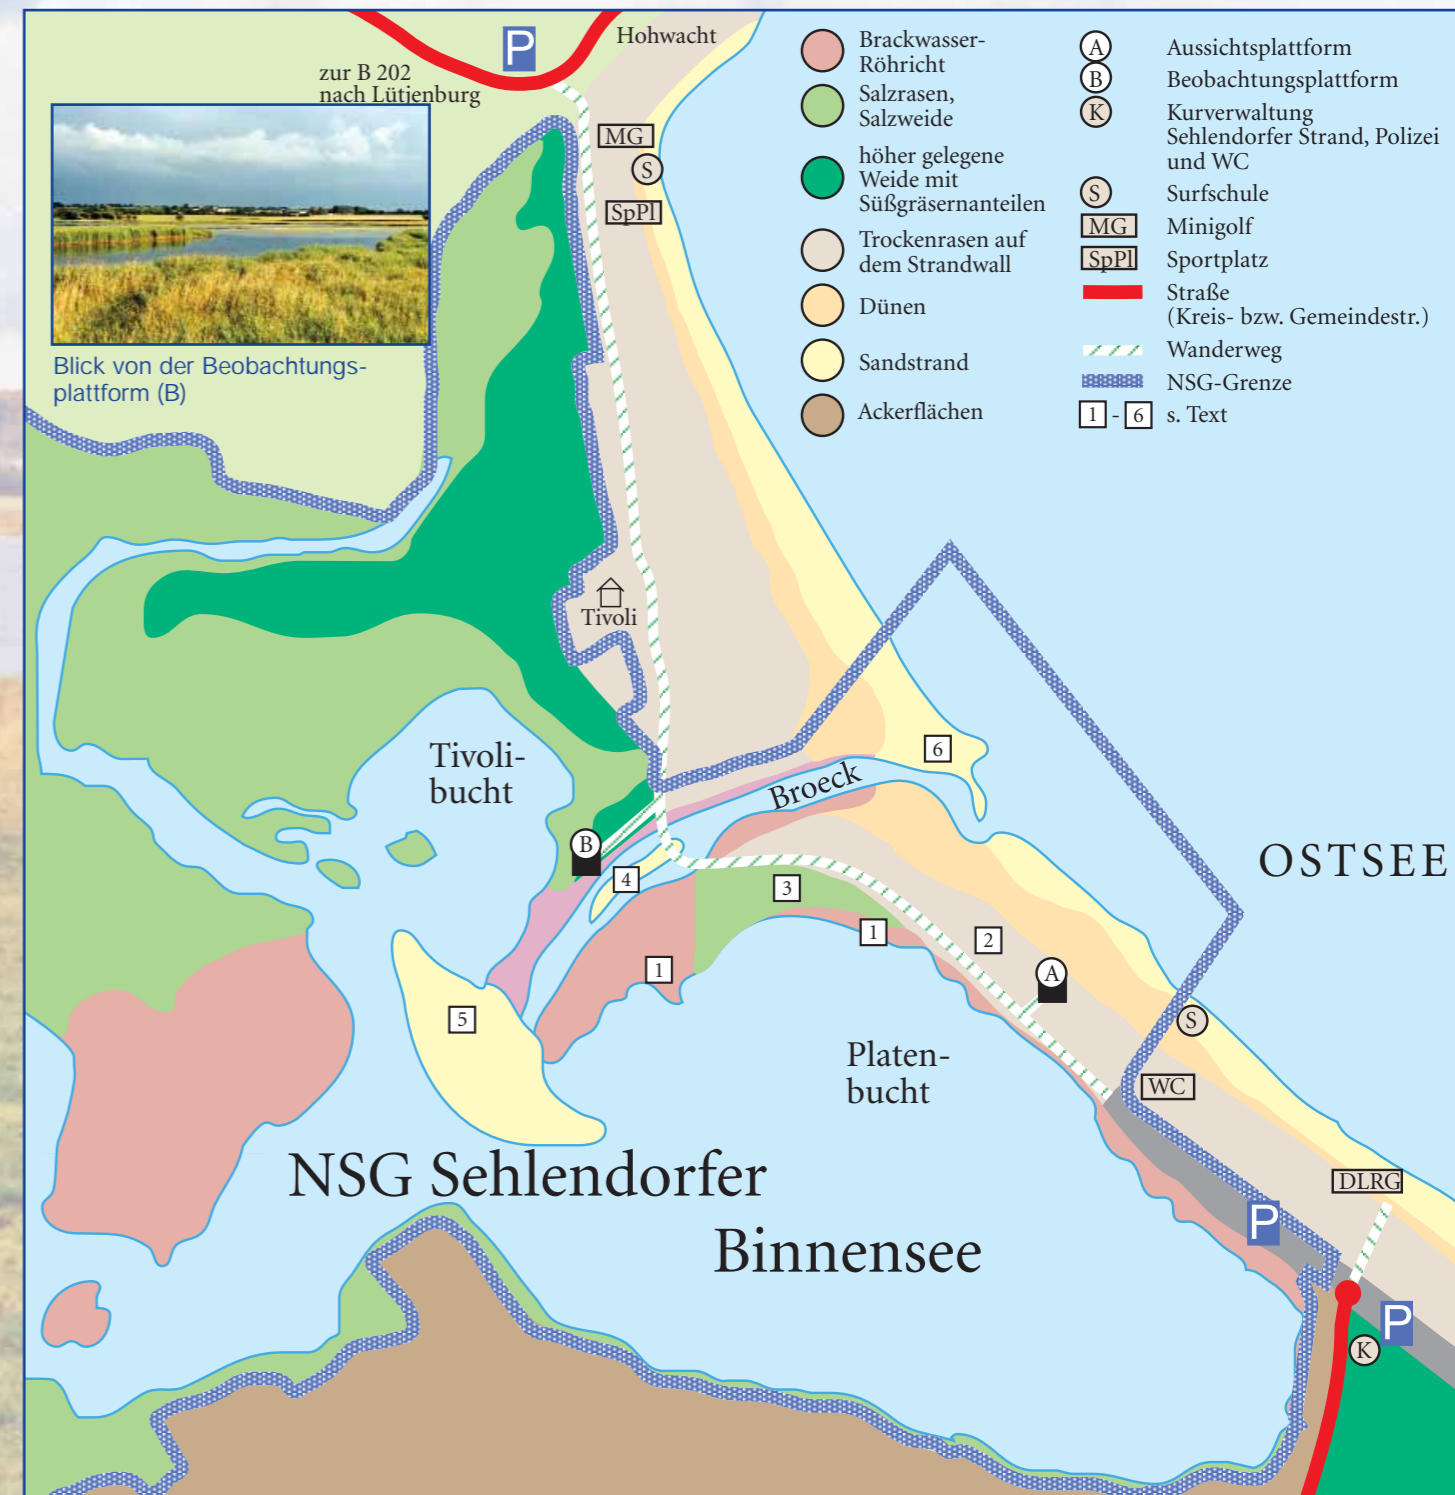 P
Hohwacht
zur B 202
nach Lütjenburg
Blick von der Beobachtungs-
plattform (B)
Brackwasser-
Röhricht
Salzrasen,
Salzweide
höher gelegene
Weide mit
Süßgräsernanteilen
Trockenrasen auf
dem Strandwall
Dünen
Sandstrand
Ackerflächen
A Aussichtsplattform
B Beobachtungsplattform
K Kurverwaltung
Sehlendorfer Strand, Polizei
und WC
S Surfschule
MG Minigolf
SpPl Sportplatz
Straße
(Kreis- bzw. Gemeindestr.)
Wanderweg
NSG-Grenze
1 - 6 s. Text
MG
S
SpPl
Tivoli
Tivoli-
bucht
Broeck
6
B
4
3
1
2
1
A
5
OSTSEE
S
WC
Platen-
bucht
NSG Sehlendorfer
Binnensee
DLRG
P
P
K